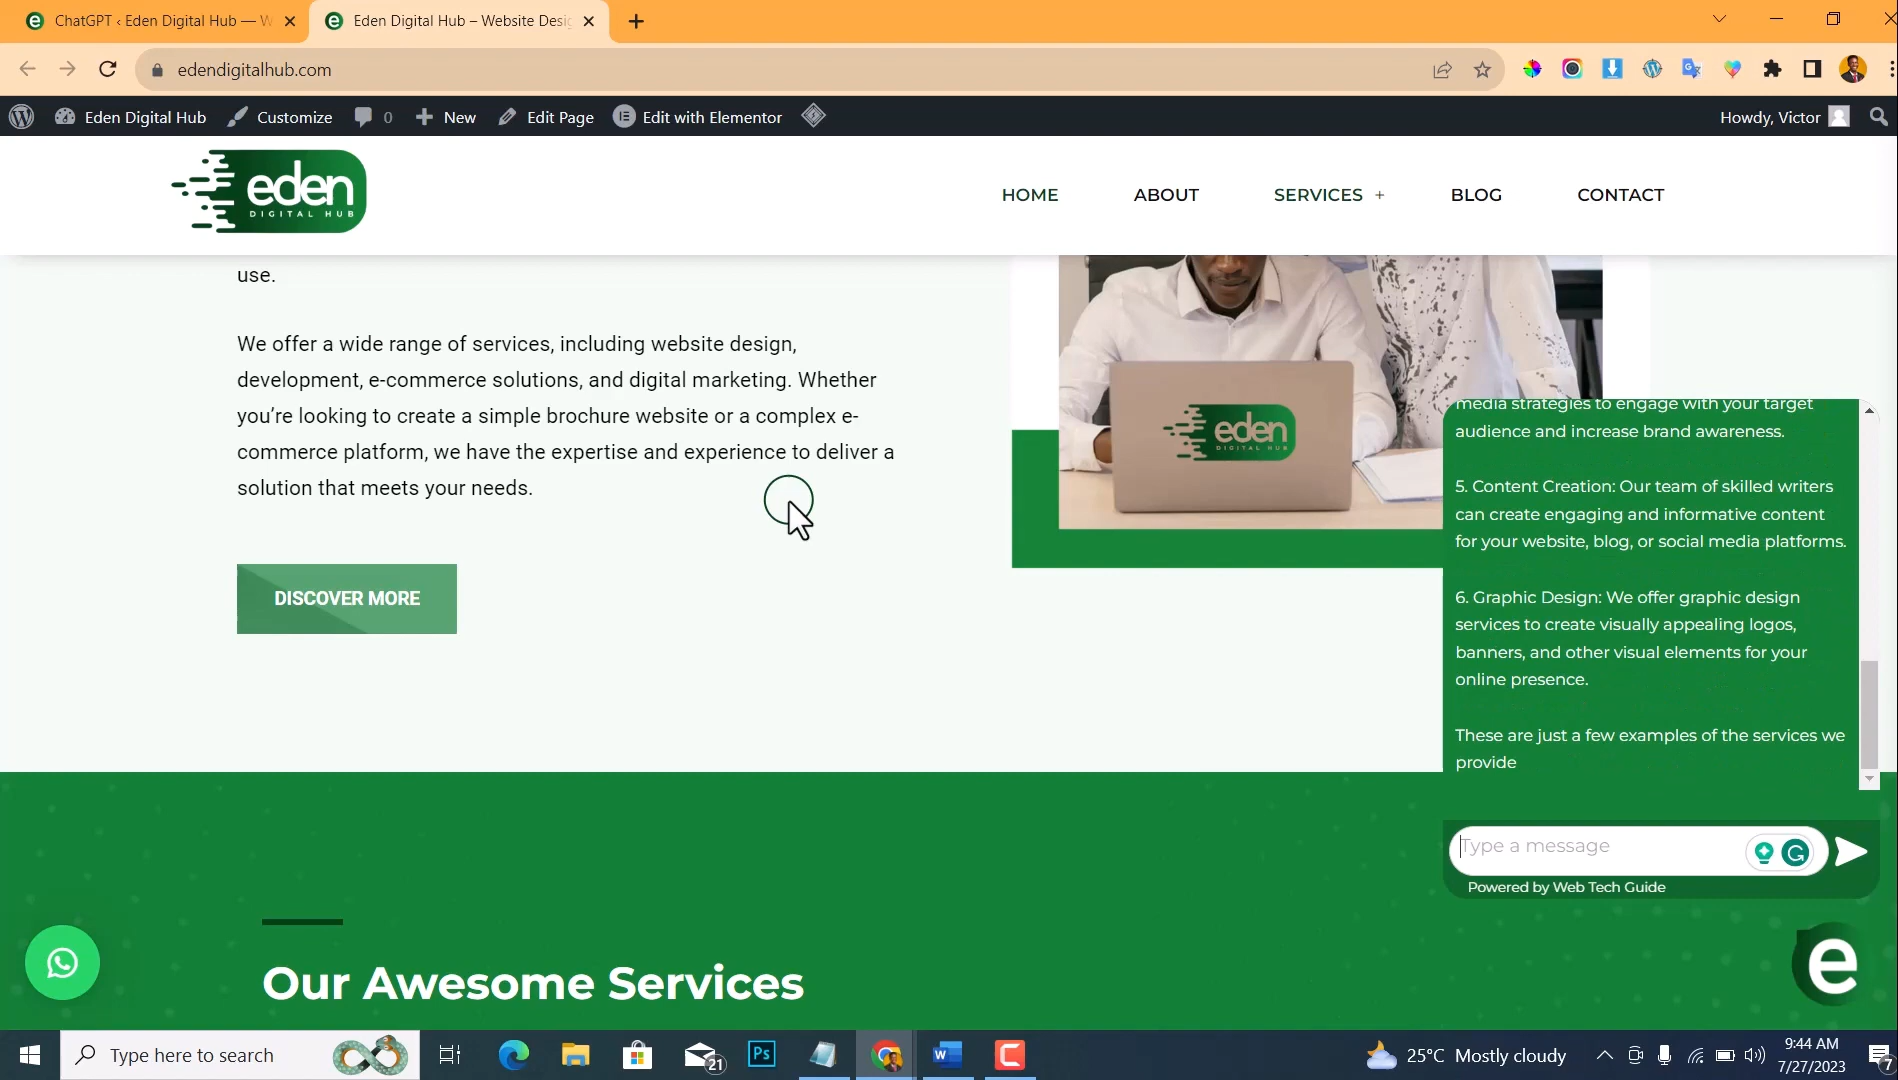 ChatGPT ‹ Eden Digital Hub — W
Eden Digital Hub – Website Desig
edendigitalhub.com
Eden Digital Hub
Customize
0
New
Edit Page
Edit with Elementor
Howdy, Victor
eden
DIGITAL HUB
HOME
ABOUT
SERVICES +
BLOG
CONTACT
use.
We offer a wide range of services, including website design,
development, e-commerce solutions, and digital marketing. Whether
you’re looking to create a simple brochure website or a complex e-
commerce platform, we have the expertise and experience to deliver a
solution that meets your needs.
DISCOVER MORE
eden
DIGITAL HUB
media strategies to engage with your target
audience and increase brand awareness.
5. Content Creation: Our team of skilled writers
can create engaging and informative content
for your website, blog, or social media platforms.
6. Graphic Design: We offer graphic design
services to create visually appealing logos,
banners, and other visual elements for your
online presence.
These are just a few examples of the services we
provide
Type a message
Powered by Web Tech Guide
Our Awesome Services
e
Type here to search
21
Ps
25°C Mostly cloudy
9:44 AM
7/27/2023
7